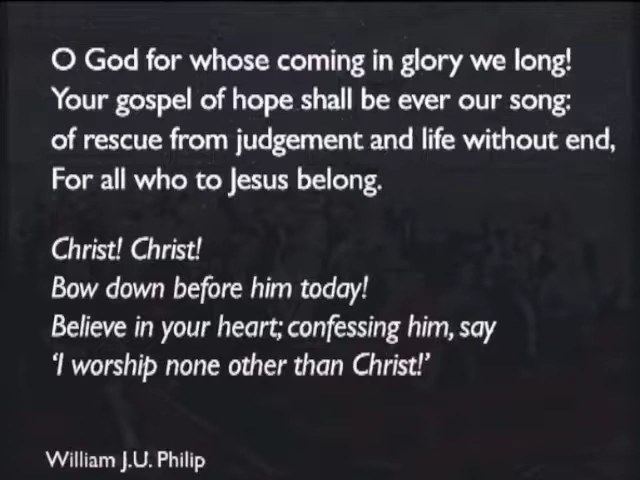 O God for whose coming in glory we long!
Your gospel of hope shall be ever our song:
of rescue from judgement and life without end,
For all who to Jesus belong.
Christ! Christ!
Bow down before him today!
Believe in your heart; confessing him, say
‘I worship none other than Christ!’
William J.U. Philip